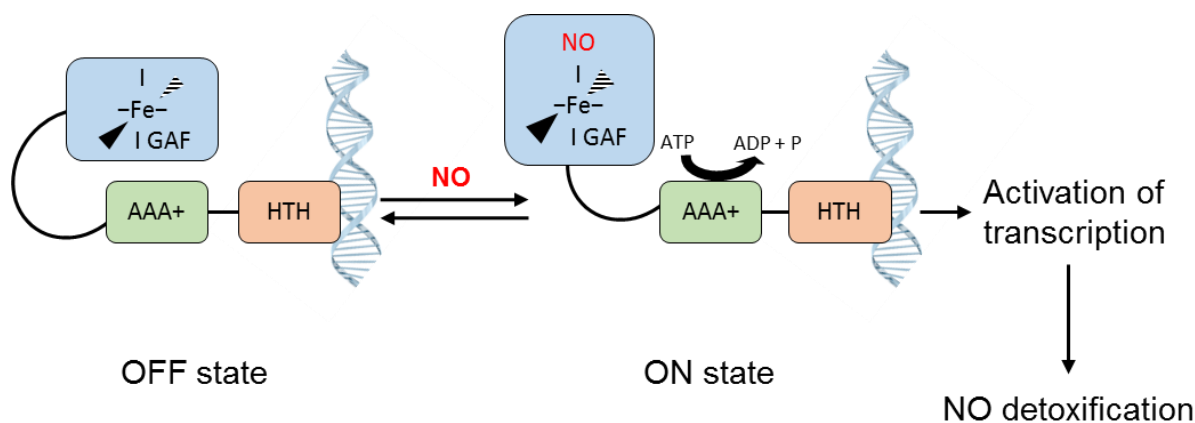 –Fe–
I GAF
AAA+
HTH
OFF state
NO
NO
–Fe–
I GAF
ATP
ADP + P
AAA+
HTH
ON state
Activation of
transcription
NO detoxification